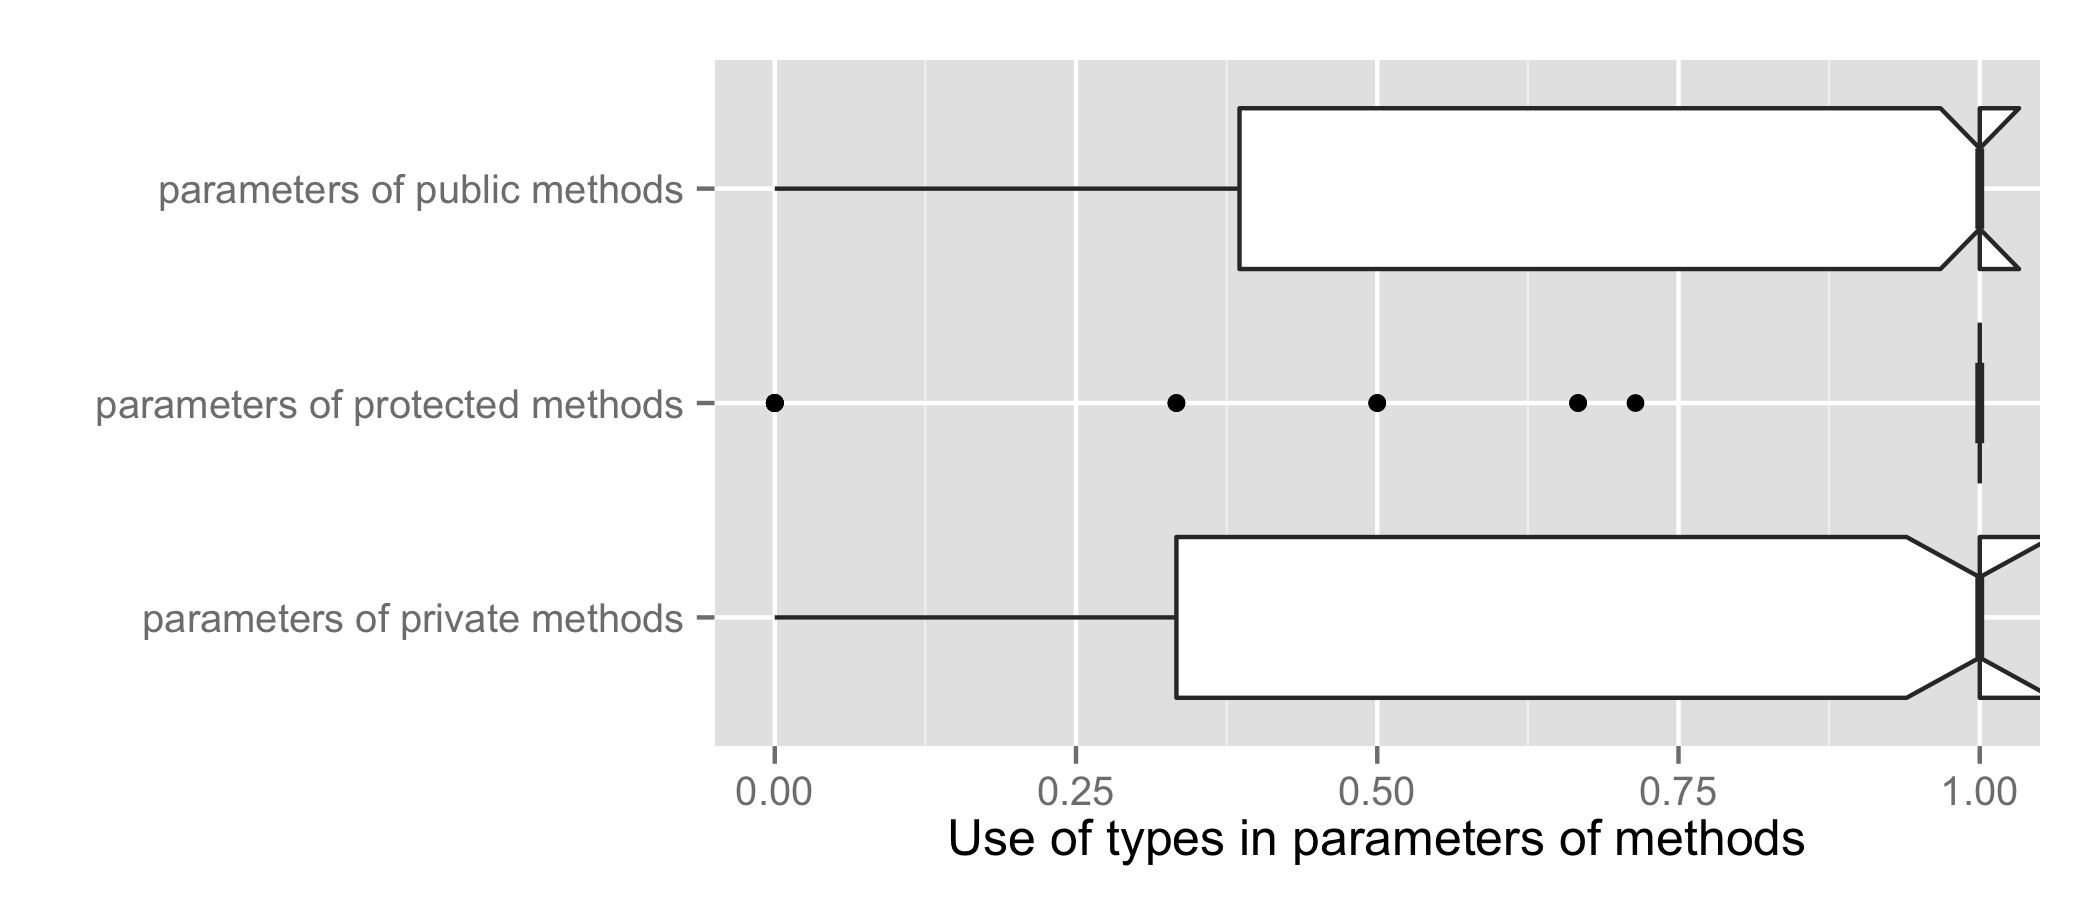 parameters of public methods
parameters of protected methods
parameters of private methods
0.00 0.25 0.50 0.75 1.00
Use of types in parameters of methods